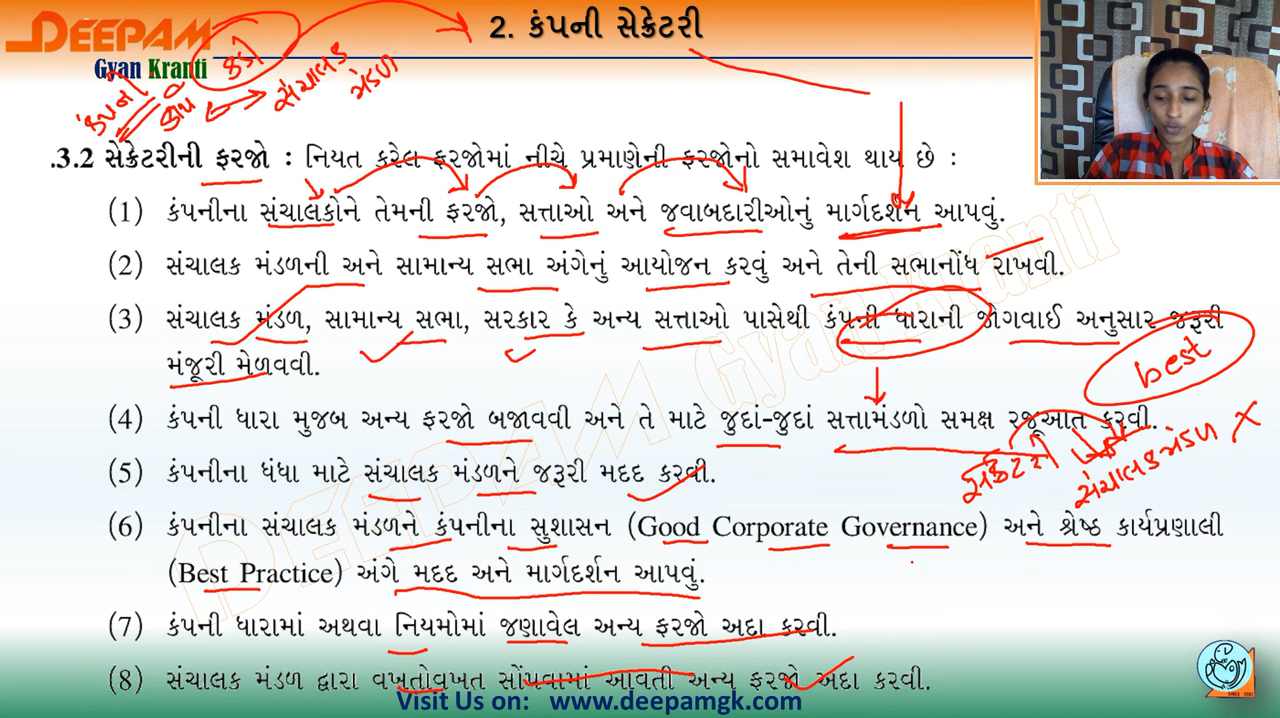 DEEPAM
Gyan Kranti
2. કંપની સેક્રેટરી
સંચાલક
મંડળ
.3.2 સેક્રેટરીની ફરજો : નિયત કરેલ ફરજોમાં નીચે પ્રમાણેની ફરજોનો સમાવેશ થાય છે :
(1) કંપનીના સંચાલકોને તેમની ફરજો, સત્તાઓ અને જવાબદારીઓનું માર્ગદર્શન આપવું.
(2) સંચાલક મંડળની અને સામાન્ય સભા અંગેનું આયોજન કરવું અને તેની સભાનોંધ રાખવી.
(3) સંચાલક મંડળ, સામાન્ય સભા, સરકાર કે અન્ય સત્તાઓ પાસેથી કંપની ધારાની જોગવાઈ અનુસાર જરૂરી
મંજૂરી મેળવવી.
best
(4) કંપની ધારા મુજબ અન્ય ફરજો બજાવવી અને તે માટે જુદાં-જુદાં સત્તામંડળો સમક્ષ રજૂઆત કરવી.
સંચાલક મંડળ
(5) કંપનીના ધંધા માટે સંચાલક મંડળને જરૂરી મદદ કરવી.
(6) કંપનીના સંચાલક મંડળને કંપનીના સુશાસન (Good Corporate Governance) અને શ્રેષ્ઠ કાર્યપ્રણાલી
(Best Practice) અંગે મદદ અને માર્ગદર્શન આપવું.
(7) કંપની ધારામાં અથવા નિયમોમાં જણાવેલ અન્ય ફરજો અદા કરવી.
(8) સંચાલક મંડળ દ્વારા વખતોવખત સોંપવામાં આવતી અન્ય ફરજો અદા કરવી.
Visit Us on: www.deepamgk.com
DEEPAM Gyan Kranti